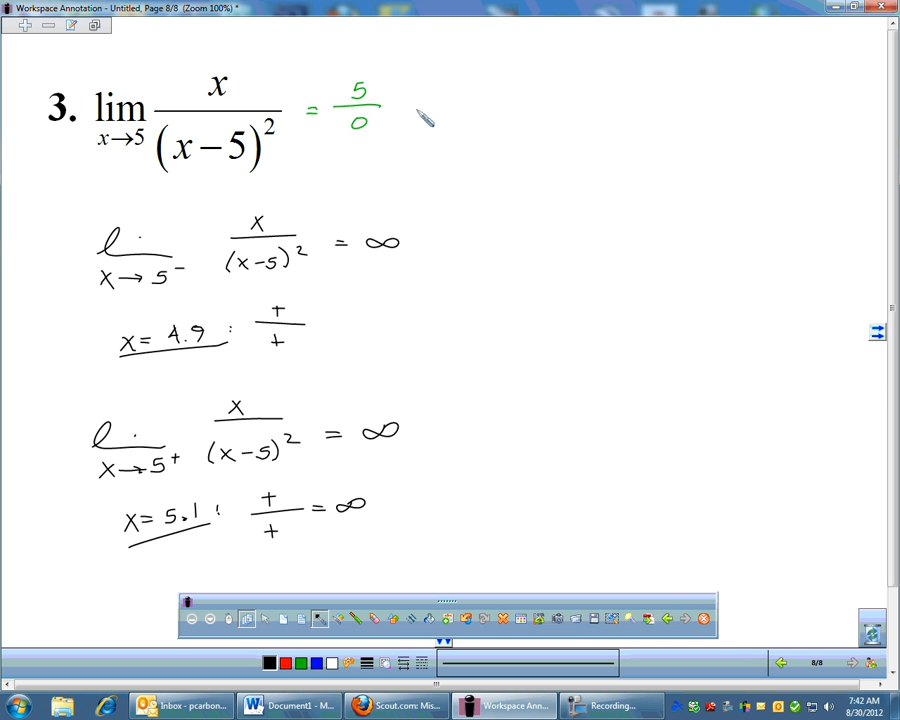 Workspace Annotation - Untitled, Page 8/8 (Zoom 100%) *
3. lim x→5 x/(x−5)² = 5/0
lim x→5⁻ x/(x-5)² = ∞
x= 4.9 : +/+
lim x→5+ x/(x-5)² = ∞
x= 5.1 : +/+ = ∞
8/8
Inbox - pcarbon...
Document1 - M...
Scout.com: Mis...
Workspace Ann...
Recording...
7:42 AM
8/30/2012